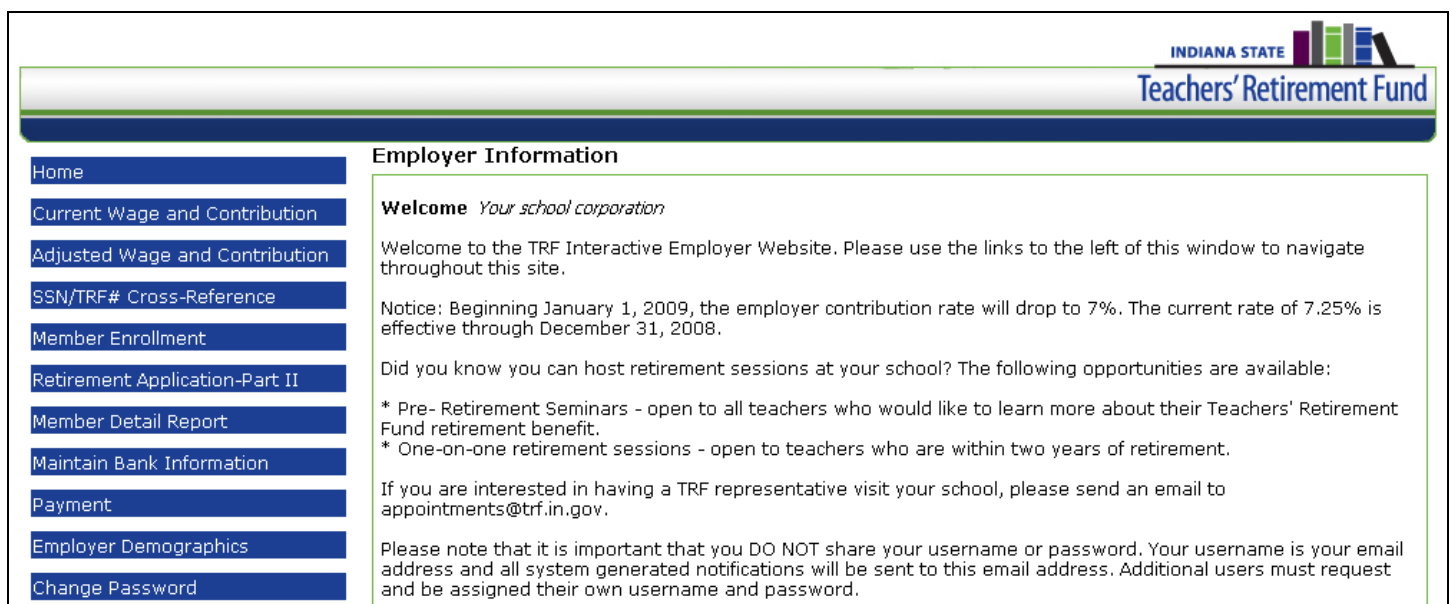 INDIANA STATE
Teachers' Retirement Fund
Home
Current Wage and Contribution
Adjusted Wage and Contribution
SSN/TRF# Cross-Reference
Member Enrollment
Retirement Application-Part II
Member Detail Report
Maintain Bank Information
Payment
Employer Demographics
Change Password
Employer Information
Welcome Your school corporation
Welcome to the TRF Interactive Employer Website. Please use the links to the left of this window to navigate
throughout this site.
Notice: Beginning January 1, 2009, the employer contribution rate will drop to 7%. The current rate of 7.25% is
effective through December 31, 2008.
Did you know you can host retirement sessions at your school? The following opportunities are available:
* Pre- Retirement Seminars - open to all teachers who would like to learn more about their Teachers' Retirement
Fund retirement benefit.
* One-on-one retirement sessions - open to teachers who are within two years of retirement.
If you are interested in having a TRF representative visit your school, please send an email to
appointments@trf.in.gov.
Please note that it is important that you DO NOT share your username or password. Your username is your email
address and all system generated notifications will be sent to this email address. Additional users must request
and be assigned their own username and password.